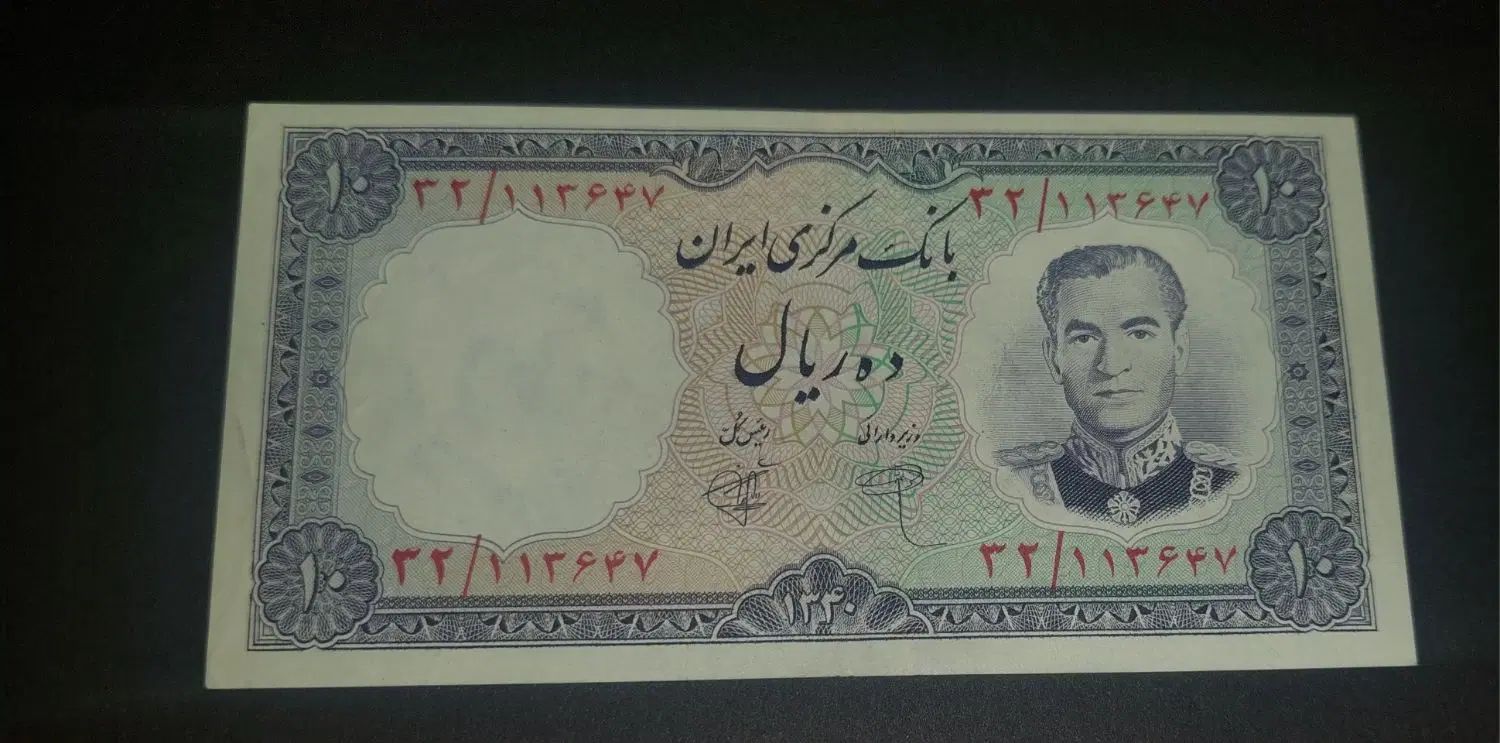 ۱۰ ۳۲/۱۱۳۶۴۷ ۳۲/۱۱۳۶۴۷ ۱۰
بانک مرکزی ایران
ده ریال
وزیر دارائی رئیس کل
۱۰ ۳۲/۱۱۳۶۴۷ ۳۲/۱۱۳۶۴۷ ۱۰
۱۳۴۰